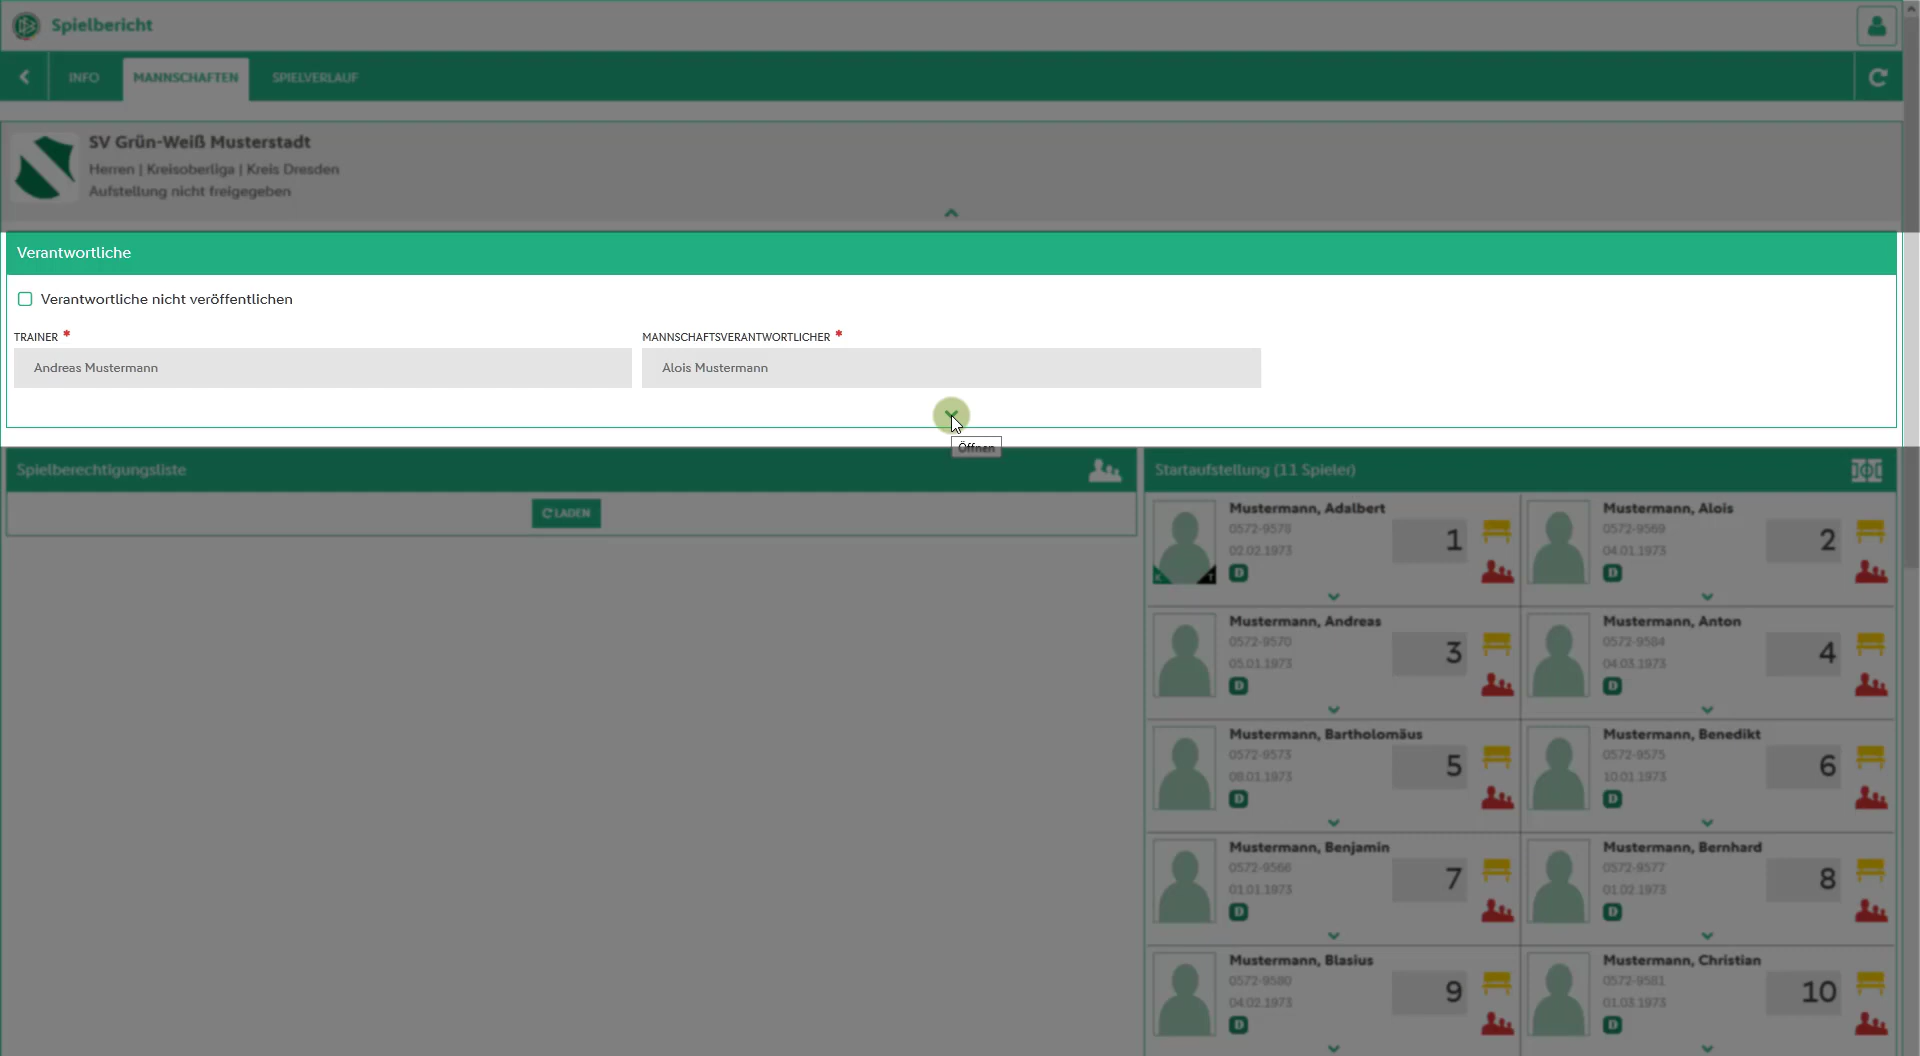 Spielbericht
INFO
MANNSCHAFTEN
SPIELVERLAUF
SV Grün-Weiß Musterstadt
Herren | Kreisoberliga | Kreis Dresden
Aufstellung nicht freigegeben
Verantwortliche
Verantwortliche nicht veröffentlichen
TRAINER *
Andreas Mustermann
MANNSCHAFTSVERANTWORTLICHER *
Alois Mustermann
Öffnen
Spielberechtigungsliste
LADEN
Startaufstellung (11 Spieler)
Mustermann, Adalbert
0572-9578
02.02.1973
D
1
K
T
Mustermann, Alois
0572-9569
04.01.1973
D
2
Mustermann, Andreas
0572-9570
05.01.1973
D
3
Mustermann, Anton
0572-9584
04.03.1973
D
4
Mustermann, Bartholomäus
0572-9573
08.01.1973
D
5
Mustermann, Benedikt
0572-9575
10.01.1973
D
6
Mustermann, Benjamin
0572-9566
01.01.1973
D
7
Mustermann, Bernhard
0572-9577
01.02.1973
D
8
Mustermann, Blasius
0572-9580
04.02.1973
D
9
Mustermann, Christian
0572-9581
01.03.1973
D
10